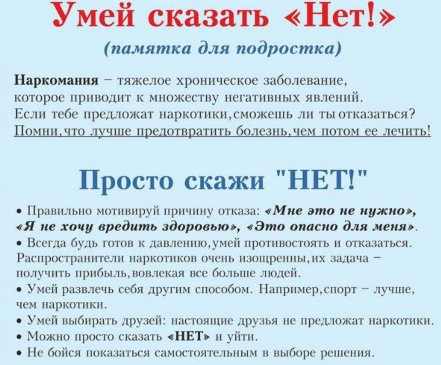 Умей сказать «Нет!»
(памятка для подростка)
Наркомания – тяжелое хроническое заболевание,
которое приводит к множеству негативных явлений.
Если тебе предложат наркотики,сможешь ли ты отказаться?
Помни,что лучше предотвратить болезнь,чем потом ее лечить!
Просто скажи "НЕТ!"
• Правильно мотивируй причину отказа: «Мне это не нужно»,
«Я не хочу вредить здоровью», «Это опасно для меня».
• Всегда будь готов к давлению,умей противостоять и отказаться.
Распространители наркотиков очень изощренны,их задача –
получить прибыль,вовлекая все больше людей.
• Умей развлечь себя другим способом. Например,спорт – лучше,
чем наркотики.
• Умей выбирать друзей: настоящие друзья не предложат наркотики.
• Можно просто сказать «НЕТ» и уйти.
• Не бойся показаться самостоятельным в выборе решения.